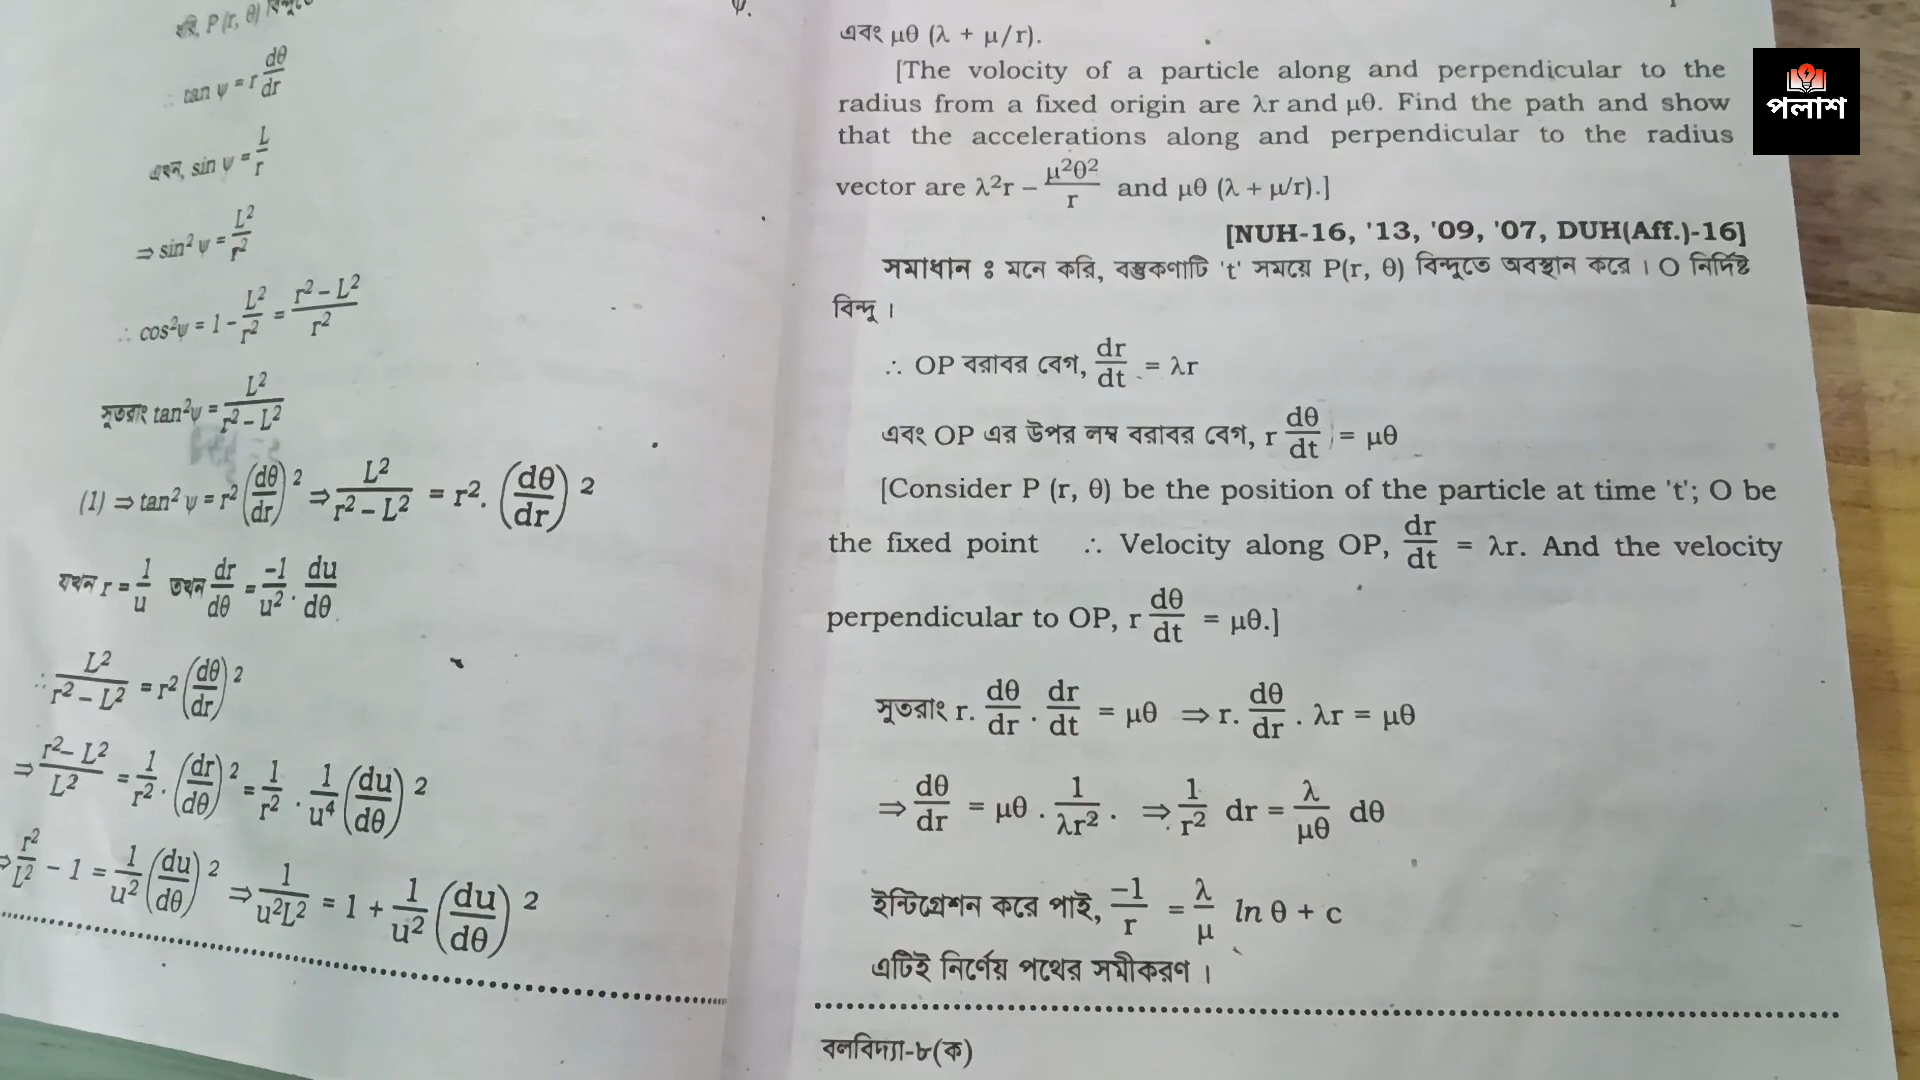 P (r, θ)
ψ.
∴ tan ψ = r dθ/dr
এখন, sin ψ = L/r
⇒ sin² ψ = L²/r²
∴ cos²ψ = 1 - L²/r² = (r² – L²)/r²
সুতরাং tan²ψ = L²/(r² – L²)
(1) ⇒ tan² ψ = r² (dθ/dr)² ⇒ L²/(r² – L²) = r². (dθ/dr)²
যখন r = 1/u তখন dr/dθ = -1/u² . du/dθ
∴ L²/(r² – L²) = r² (dθ/dr)²
⇒ (r² – L²)/L² = 1/r² . (dr/dθ)² = 1/r² . 1/u⁴ (du/dθ)²
⇒ r²/L² – 1 = 1/u² (du/dθ)² ⇒ 1/u²L² = 1 + 1/u² (du/dθ)²
এবং μθ (λ + μ/r).
[The volocity of a particle along and perpendicular to the
radius from a fixed origin are λr and μθ. Find the path and show
that the accelerations along and perpendicular to the radius
vector are λ²r – μ²θ²/r and μθ (λ + μ/r).]
[NUH-16, '13, '09, '07, DUH(Aff.)-16]
সমাধান : মনে করি, বস্তুকণাটি 't' সময়ে P(r, θ) বিন্দুতে অবস্থান করে। O নির্দিষ্ট
বিন্দু।
∴ OP বরাবর বেগ, dr/dt = λr
এবং OP এর উপর লম্ব বরাবর বেগ, r dθ/dt = μθ
[Consider P (r, θ) be the position of the particle at time 't'; O be
the fixed point ∴ Velocity along OP, dr/dt = λr. And the velocity
perpendicular to OP, r dθ/dt = μθ.]
সুতরাং r. dθ/dr . dr/dt = μθ ⇒ r. dθ/dr . λr = μθ
⇒ dθ/dr = μθ . 1/λr² . ⇒ 1/r² dr = λ/μθ dθ
ইন্টিগ্রেশন করে পাই, –1/r = λ/μ ln θ + c
এটিই নির্ণেয় পথের সমীকরণ।
বলবিদ্যা-৮(ক)
পলাশ